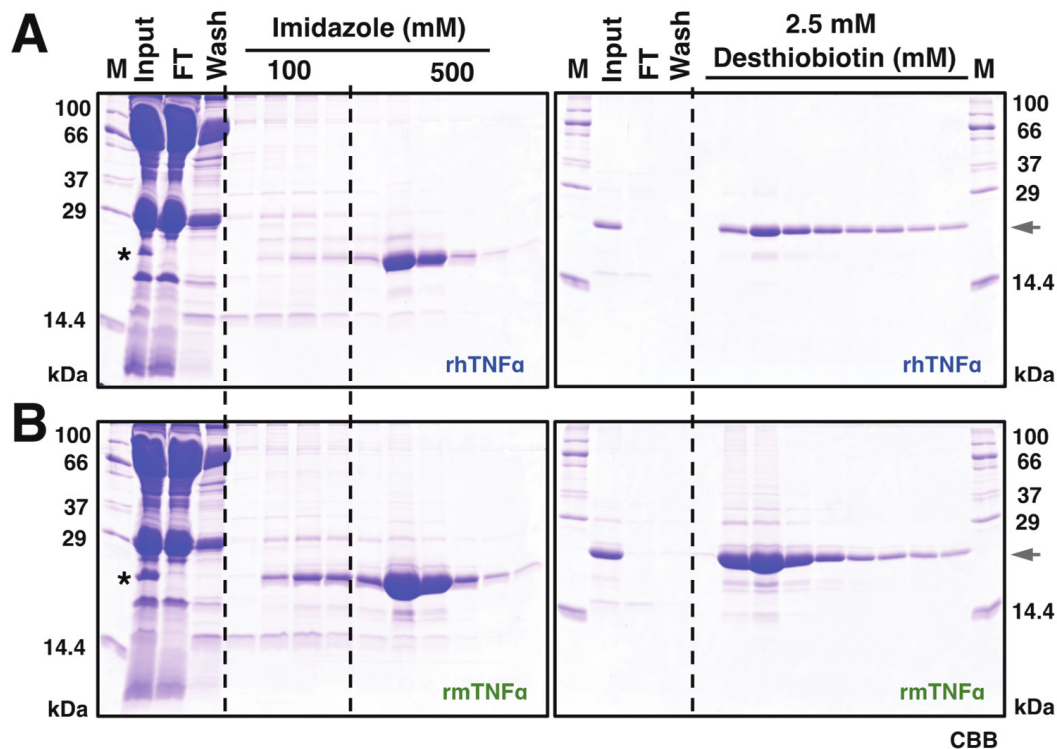 A
M Input FT Wash
Imidazole (mM)
100 500
100
66
37
29
*
14.4
kDa
rhTNFα
M Input FT Wash
2.5 mM
Desthiobiotin (mM)
M
100
66
37
29
14.4
kDa
rhTNFα
B
100
66
37
29
*
14.4
kDa
rmTNFα
100
66
37
29
14.4
kDa
rmTNFα
CBB